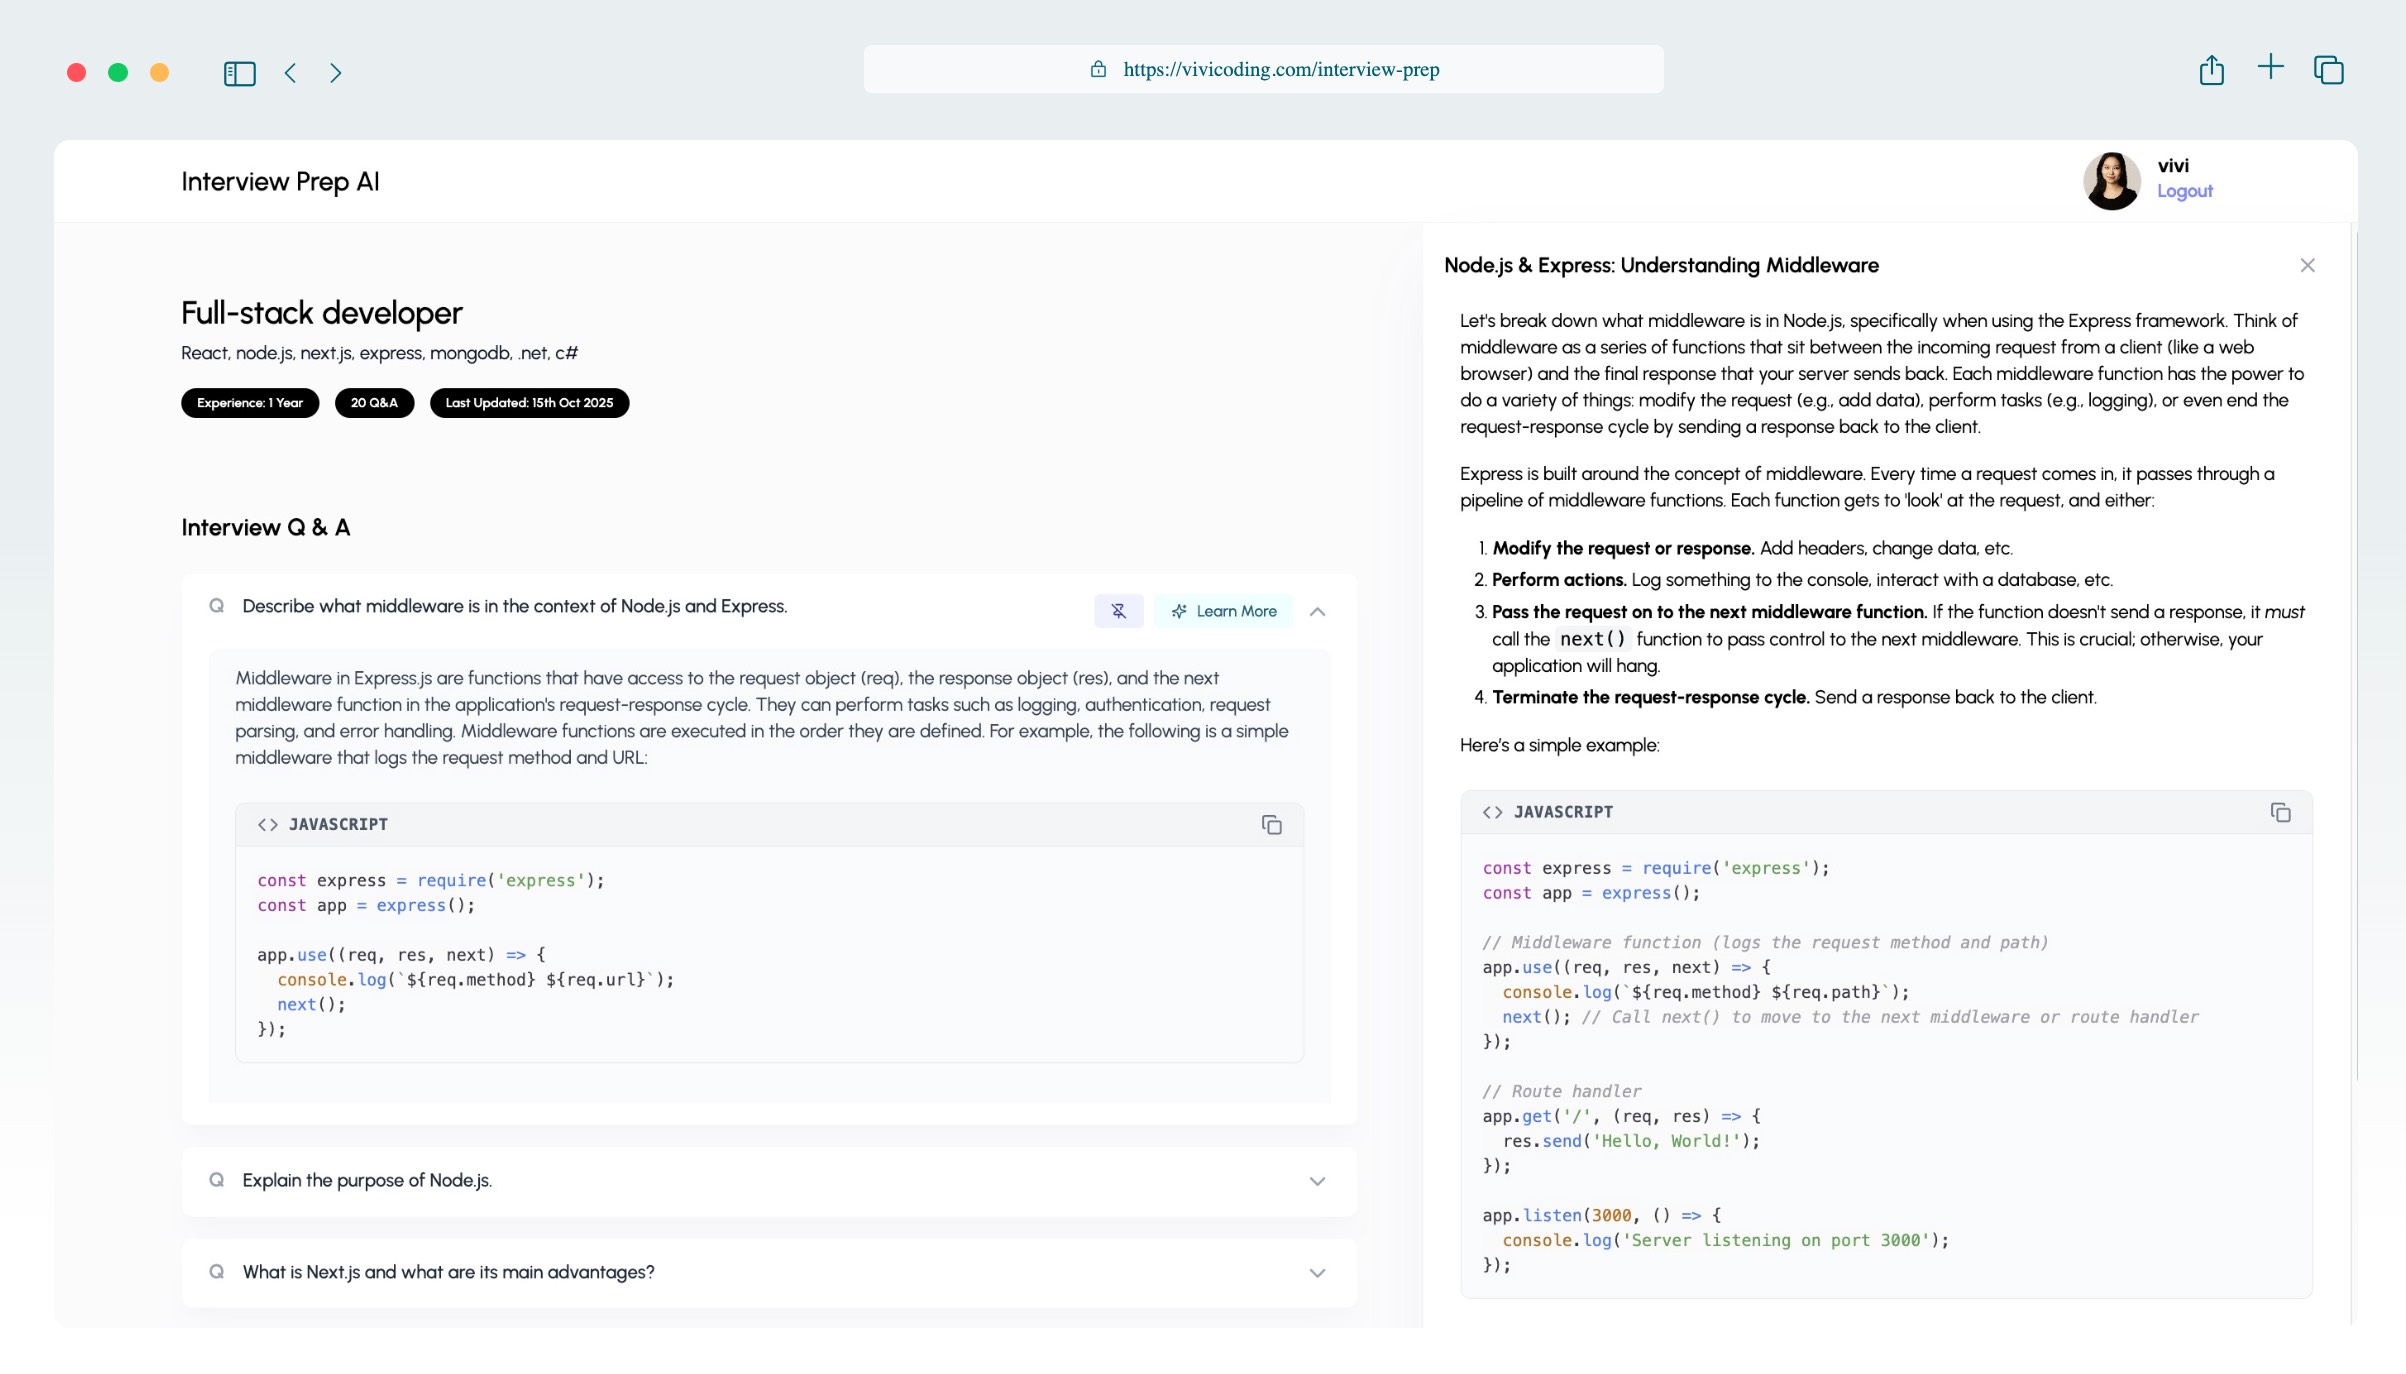 https://vivicoding.com/interview-prep
Interview Prep AI
vivi
Logout
Full-stack developer
React, node.js, next.js, express, mongodb, .net, c#
Experience: 1 Year
20 Q&A
Last Updated: 15th Oct 2025
Interview Q & A
Q Describe what middleware is in the context of Node.js and Express.
Learn More
Middleware in Express.js are functions that have access to the request object (req), the response object (res), and the next
middleware function in the application's request-response cycle. They can perform tasks such as logging, authentication, request
parsing, and error handling. Middleware functions are executed in the order they are defined. For example, the following is a simple
middleware that logs the request method and URL:
<> JAVASCRIPT
const express = require('express');
const app = express();
app.use((req, res, next) => {
console.log(`${req.method} ${req.url}`);
next();
});
Q Explain the purpose of Node.js.
Q What is Next.js and what are its main advantages?
Node.js & Express: Understanding Middleware
Let's break down what middleware is in Node.js, specifically when using the Express framework. Think of
middleware as a series of functions that sit between the incoming request from a client (like a web
browser) and the final response that your server sends back. Each middleware function has the power to
do a variety of things: modify the request (e.g., add data), perform tasks (e.g., logging), or even end the
request-response cycle by sending a response back to the client.
Express is built around the concept of middleware. Every time a request comes in, it passes through a
pipeline of middleware functions. Each function gets to 'look' at the request, and either:
1. Modify the request or response. Add headers, change data, etc.
2. Perform actions. Log something to the console, interact with a database, etc.
3. Pass the request on to the next middleware function. If the function doesn't send a response, it must
call the next() function to pass control to the next middleware. This is crucial; otherwise, your
application will hang.
4. Terminate the request-response cycle. Send a response back to the client.
Here's a simple example:
<> JAVASCRIPT
const express = require('express');
const app = express();
// Middleware function (logs the request method and path)
app.use((req, res, next) => {
console.log(`${req.method} ${req.path}`);
next(); // Call next() to move to the next middleware or route handler
});
// Route handler
app.get('/', (req, res) => {
res.send('Hello, World!');
});
app.listen(3000, () => {
console.log('Server listening on port 3000');
});